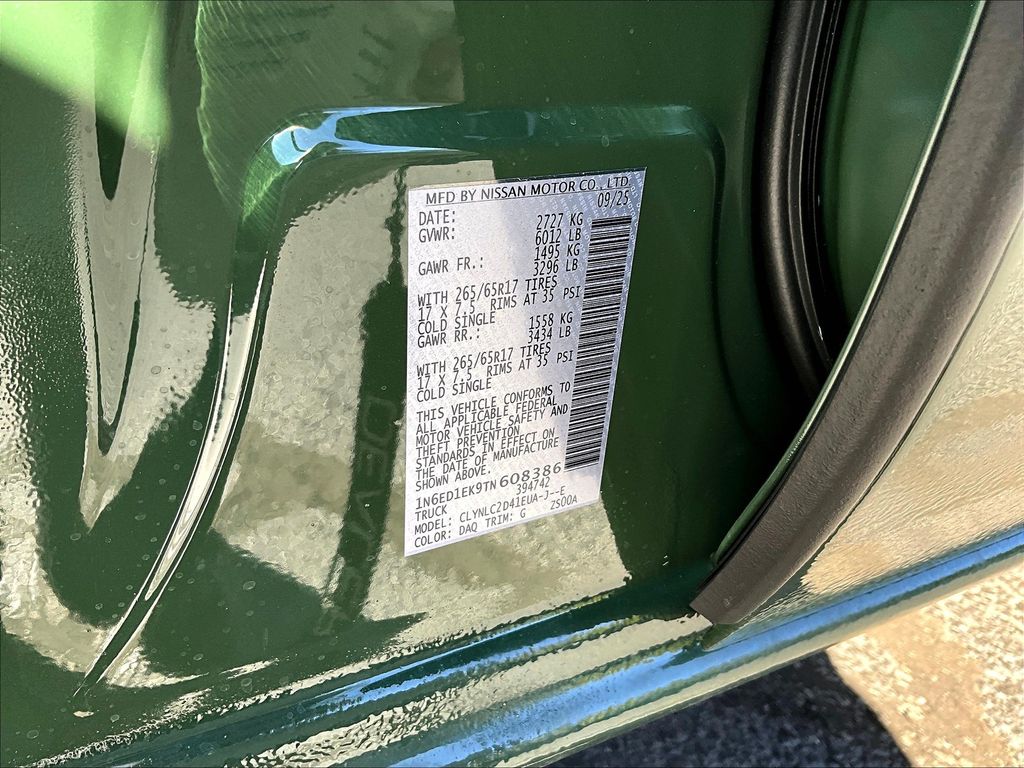 MFD BY NISSAN MOTOR CO., LTD.
DATE: 09/25
GVWR: 2727 KG
6012 LB
GAWR FR.: 1495 KG
3296 LB
WITH 265/65R17 TIRES
17 X 7.5 RIMS AT 35 PSI
COLD SINGLE
GAWR RR.: 1558 KG
3434 LB
WITH 265/65R17 TIRES
17 X 7.5 RIMS AT 35 PSI
COLD SINGLE
THIS VEHICLE CONFORMS TO
ALL APPLICABLE FEDERAL
MOTOR VEHICLE SAFETY AND
THEFT PREVENTION
STANDARDS IN EFFECT ON
THE DATE OF MANUFACTURE
SHOWN ABOVE.
1N6ED1EK9TN608386
TRUCK 394742
MODEL: CLYNLC2D41EUA-J--E
COLOR: DAQ TRIM: G ZS00A